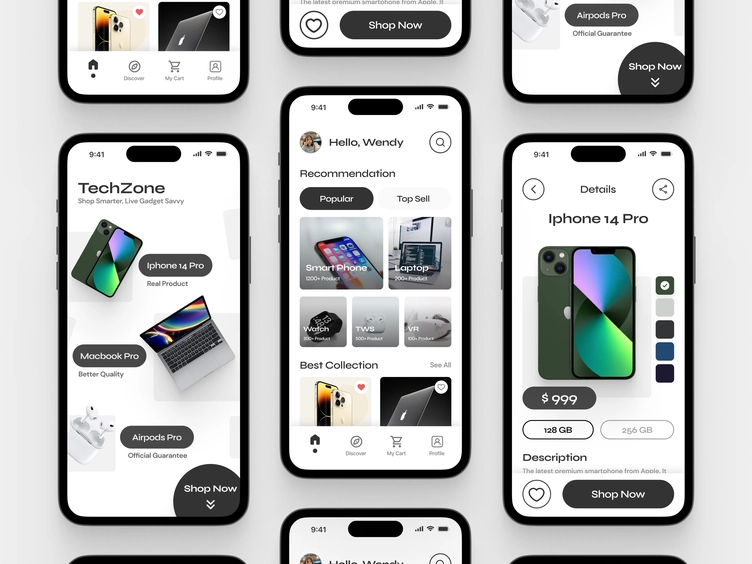 Discover
My Cart
Profile
The latest premium smartphone from Apple. It
Shop Now
Airpods Pro
Official Guarantee
Shop Now
9:41
TechZone
Shop Smarter, Live Gadget Savvy
Iphone 14 Pro
Real Product
Macbook Pro
Better Quality
Airpods Pro
Official Guarantee
Shop Now
9:41
Hello, Wendy
Recommendation
Popular
Top Sell
Smart Phone
1200+ Product
Laptop
200+ Product
Watch
200+ Product
TWS
300+ Product
VR
100+ Product
Best Collection
See All
Discover
My Cart
Profile
9:41
Details
Iphone 14 Pro
$ 999
128 GB
256 GB
Description
The latest premium smartphone from Apple. It
Shop Now
9:41
Hello, Wendy